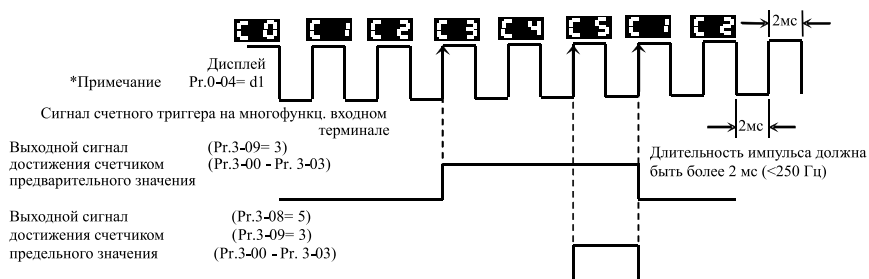 C 0 C 1 C 2 C 3 C 4 C 5 C 1 C 2 2мс
Дисплей
*Примечание Pr.0-04= d1
Сигнал счетного триггера на многофункц. входном
терминале
2мс
Выходной сигнал (Pr.3-09= 3)
достижения счетчиком (Pr.3-00 - Pr. 3-03)
предварительного значения
Длительность импульса должна
быть более 2 мс (<250 Гц)
Выходной сигнал (Pr.3-08= 5)
достижения счетчиком (Pr.3-09= 3)
предельного значения (Pr.3-00 - Pr. 3-03)